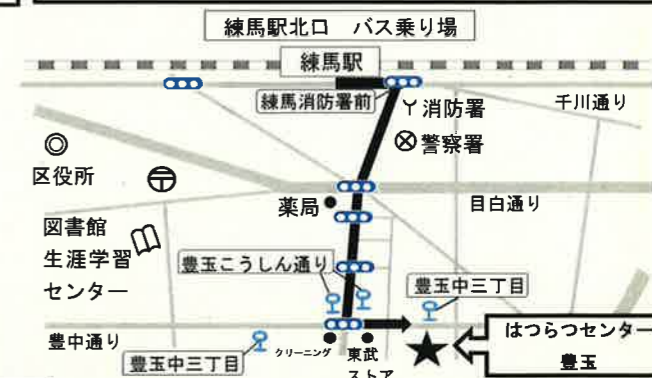 練馬駅北口 バス乗り場
練馬駅
練馬消防署前
消防署
千川通り
警察署
区役所
薬局
目白通り
図書館
生涯学習
センター
豊玉こうしん通り
豊玉中三丁目
豊中通り
はつらつセンター
豊玉
豊玉中三丁目
クリーニング
東武
ストア